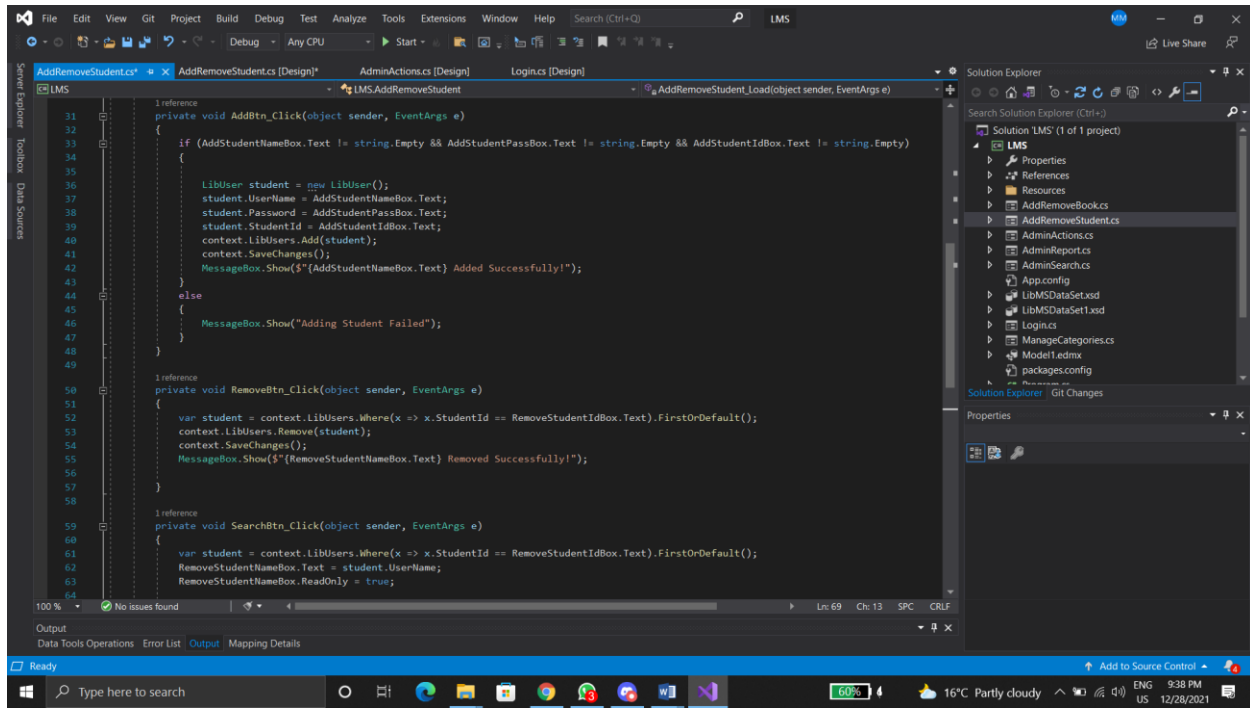 File Edit View Git Project Build Debug Test Analyze Tools Extensions Window Help Search (Ctrl+Q) LMS MM
Debug Any CPU Start Live Share
Server Explorer
Toolbox
Data Sources
AddRemoveStudent.cs* AddRemoveStudent.cs [Design]* AdminActions.cs [Design] Login.cs [Design]
LMS LMS.AddRemoveStudent AddRemoveStudent_Load(object sender, EventArgs e)
1 reference
31 private void AddBtn_Click(object sender, EventArgs e)
32 {
33 if (AddStudentNameBox.Text != string.Empty && AddStudentPassBox.Text != string.Empty && AddStudentIdBox.Text != string.Empty)
34 {
35
36 LibUser student = new LibUser();
37 student.UserName = AddStudentNameBox.Text;
38 student.Password = AddStudentPassBox.Text;
39 student.StudentId = AddStudentIdBox.Text;
40 context.LibUsers.Add(student);
41 context.SaveChanges();
42 MessageBox.Show($"{AddStudentNameBox.Text} Added Successfully!");
43 }
44 else
45 {
46 MessageBox.Show("Adding Student Failed");
47 }
48 }
49
1 reference
50 private void RemoveBtn_Click(object sender, EventArgs e)
51 {
52 var student = context.LibUsers.Where(x => x.StudentId == RemoveStudentIdBox.Text).FirstOrDefault();
53 context.LibUsers.Remove(student);
54 context.SaveChanges();
55 MessageBox.Show($"{RemoveStudentNameBox.Text} Removed Successfully!");
56
57 }
58
1 reference
59 private void SearchBtn_Click(object sender, EventArgs e)
60 {
61 var student = context.LibUsers.Where(x => x.StudentId == RemoveStudentIdBox.Text).FirstOrDefault();
62 RemoveStudentNameBox.Text = student.UserName;
63 RemoveStudentNameBox.ReadOnly = true;
64
100 % No issues found Ln: 69 Ch: 13 SPC CRLF
Output
Data Tools Operations Error List Output Mapping Details
Solution Explorer
Search Solution Explorer (Ctrl+;)
Solution 'LMS' (1 of 1 project)
LMS
Properties
References
Resources
AddRemoveBook.cs
AddRemoveStudent.cs
AdminActions.cs
AdminReport.cs
AdminSearch.cs
App.config
LibMSDataSet.xsd
LibMSDataSet1.xsd
Login.cs
ManageCategories.cs
Model1.edmx
packages.config
Solution Explorer Git Changes
Properties
Ready Add to Source Control 4
Type here to search 3 60% 16°C Partly cloudy ENG US 9:38 PM 12/28/2021